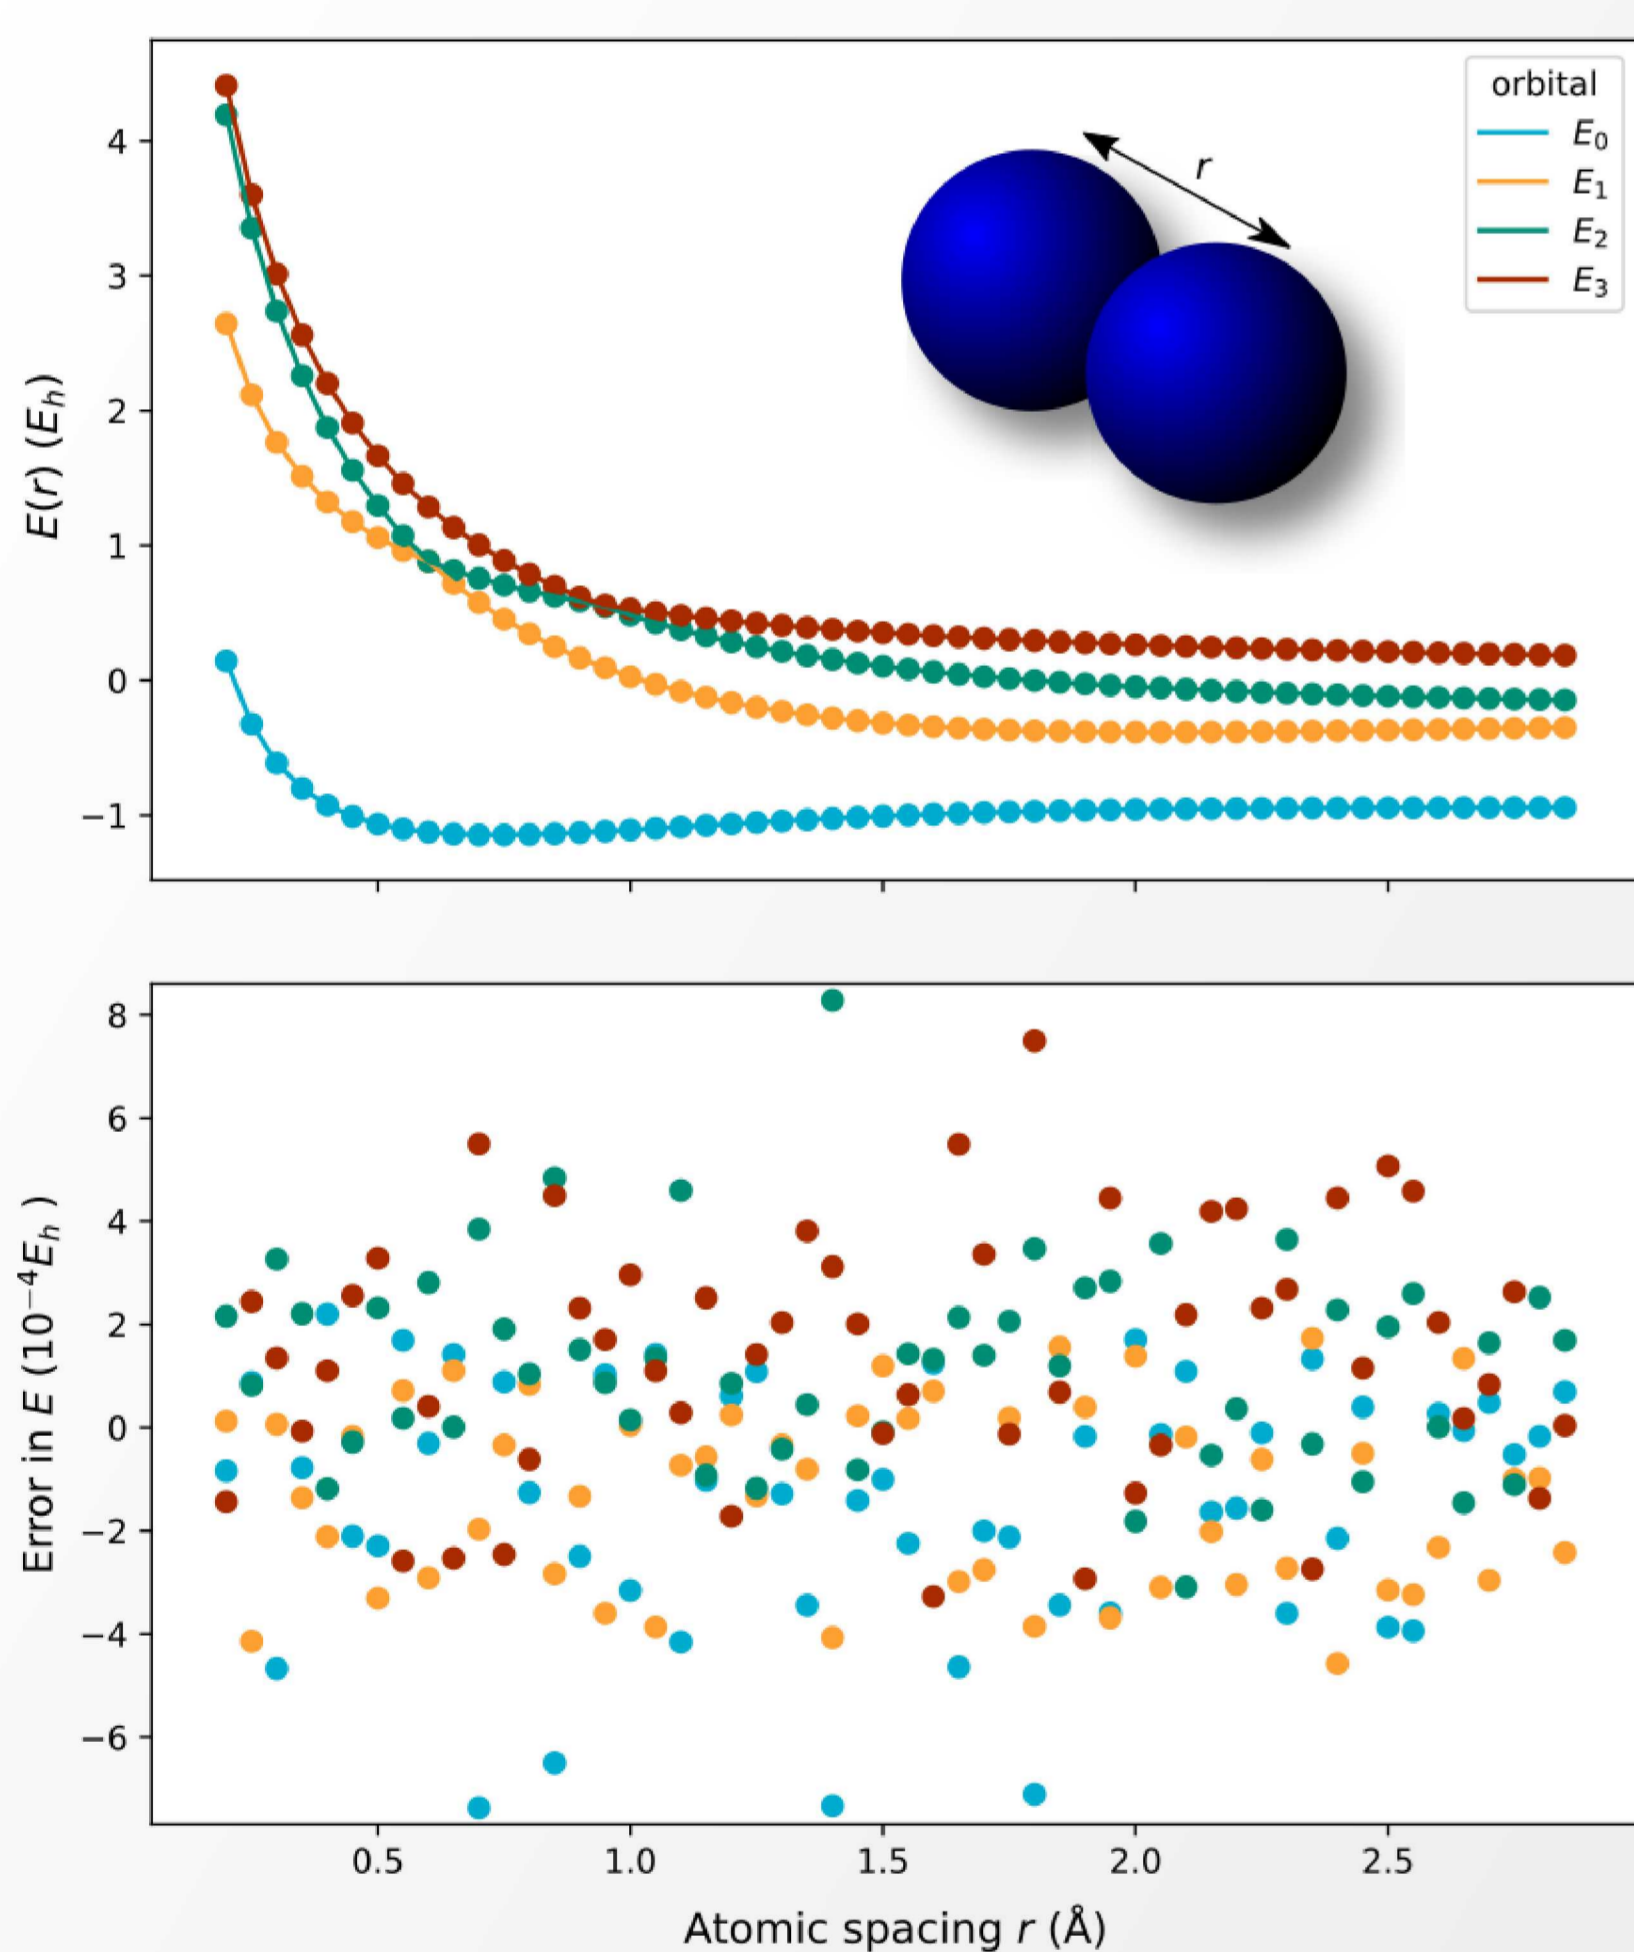 orbital
E₀
E₁
E₂
E₃
r
E(r) (Eₕ)
4
3
2
1
0
−1
Error in E (10⁻⁴Eₕ )
8
6
4
2
0
−2
−4
−6
0.5 1.0 1.5 2.0 2.5
Atomic spacing r (Å)